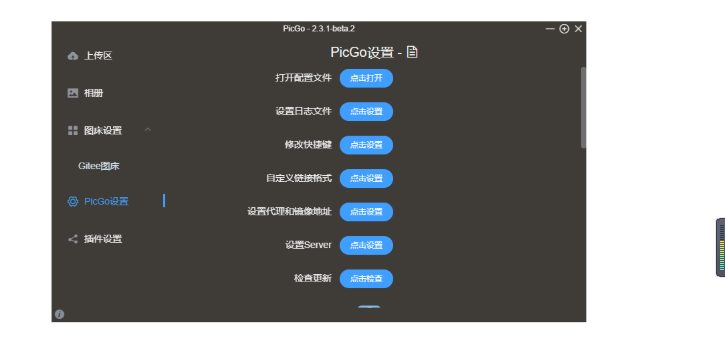 PicGo - 2.3.1-beta.2
上传区
相册
图床设置
Gitee图床
PicGo设置
插件设置
PicGo设置 -
打开配置文件 点击打开
设置日志文件 点击设置
修改快捷键 点击设置
自定义链接格式 点击设置
设置代理和镜像地址 点击设置
设置Server 点击设置
检查更新 点击检查